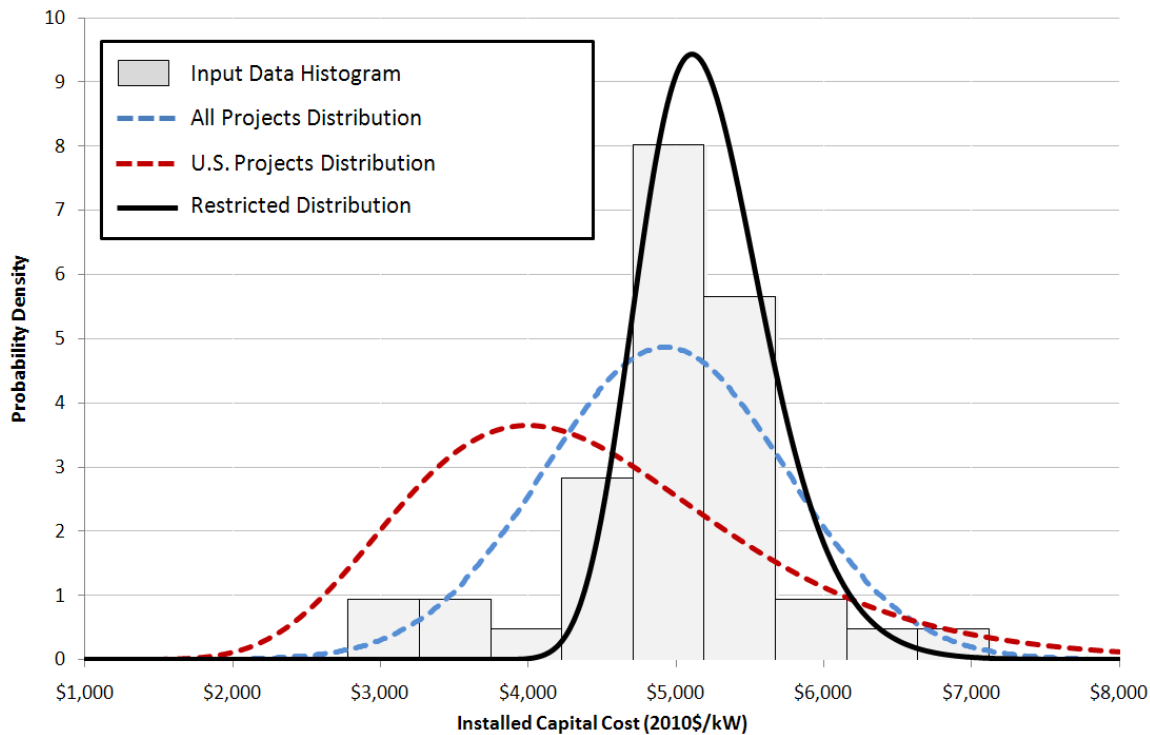 10
9
8
7
6
5
4
3
2
1
0
Probability Density
Input Data Histogram
All Projects Distribution
U.S. Projects Distribution
Restricted Distribution
$1,000 $2,000 $3,000 $4,000 $5,000 $6,000 $7,000 $8,000
Installed Capital Cost (2010$/kW)